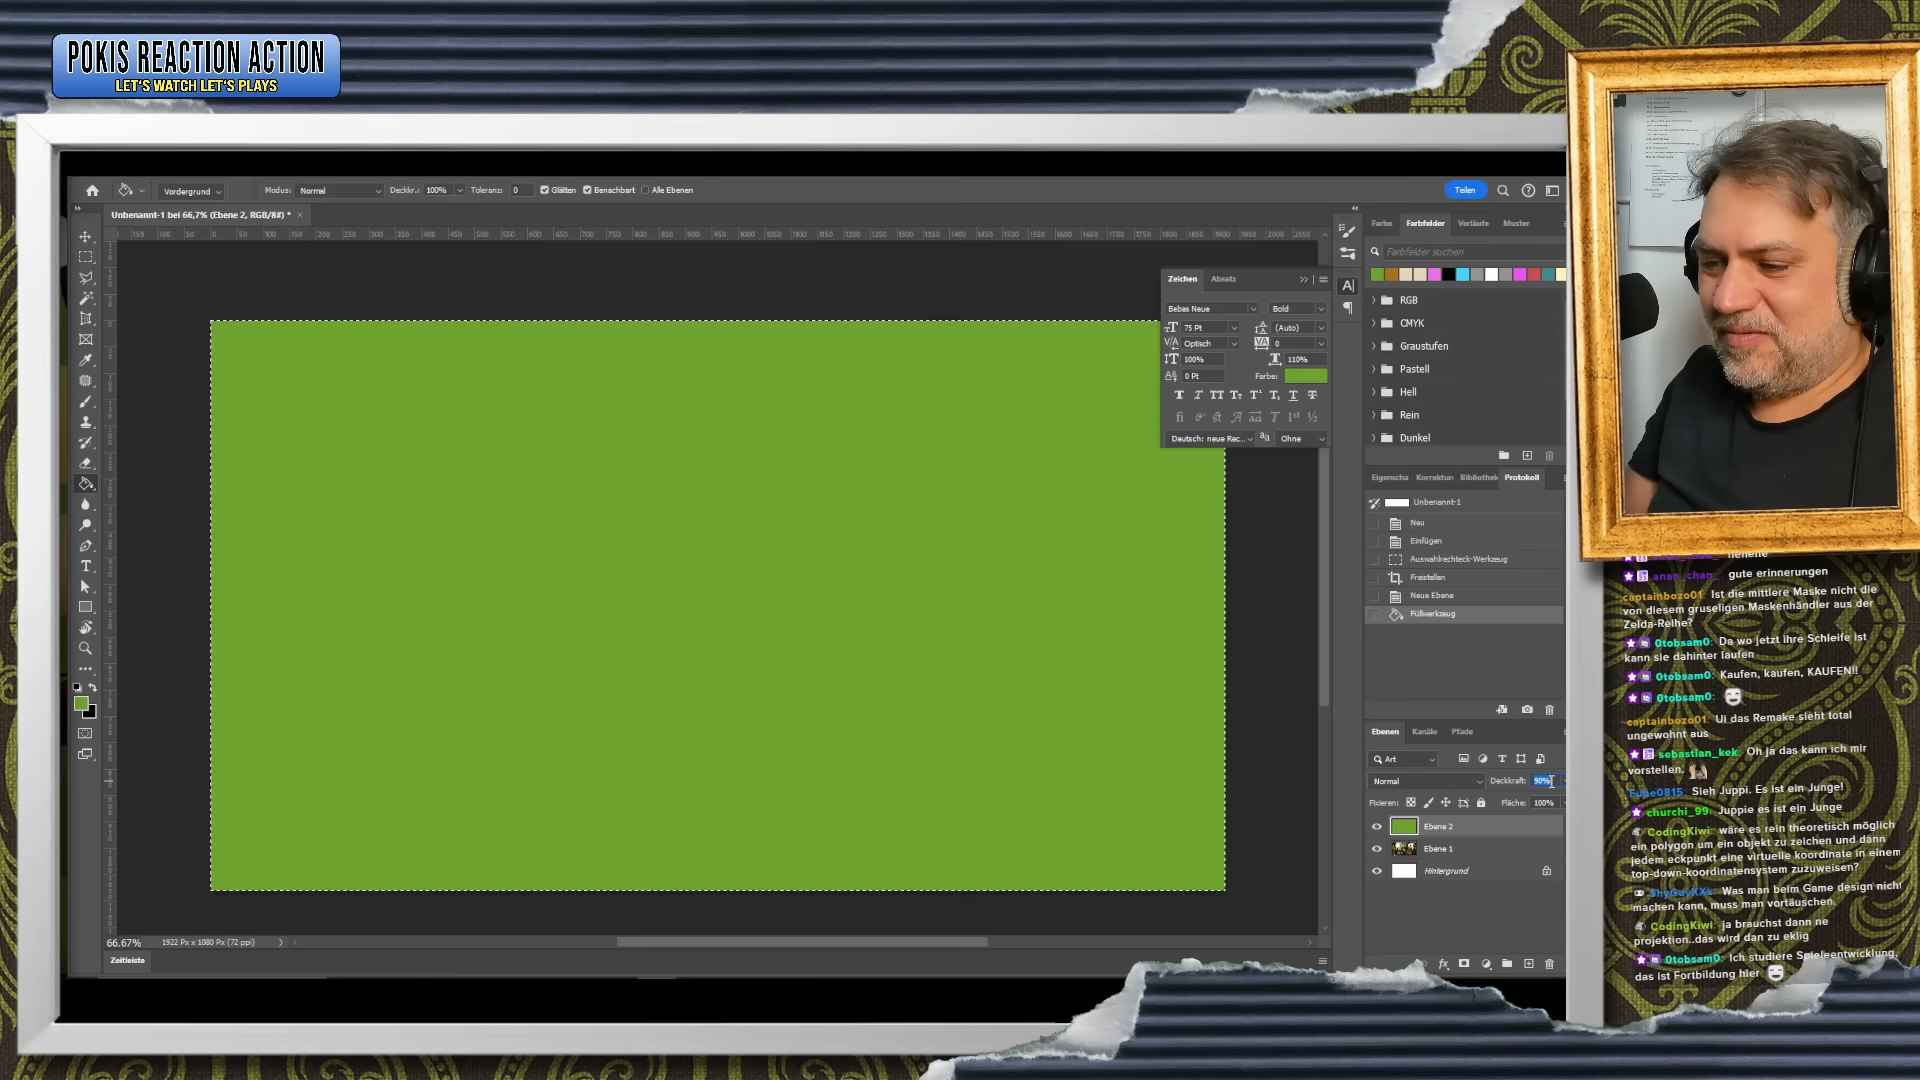 POKIS REACTION ACTION
LET'S WATCH LET'S PLAYS
Vordergrund
Modus: Normal
Deckkr.: 100%
Toleranz: 0
Glätten
Benachbart
Alle Ebenen
Teilen
Unbenannt-1 bei 66,7% (Ebene 2, RGB/8#) *
Zeichen
Absatz
Bebas Neue
Bold
75 Pt
(Auto)
Optisch
0
100%
110%
0 Pt
Farbe:
Deutsch: neue Rec...
Ohne
Farbe
Farbfelder
Verläufe
Muster
Farbfelder suchen
RGB
CMYK
Graustufen
Pastell
Hell
Rein
Dunkel
Eigenscha
Korrektur
Bibliothek
Protokoll
Unbenannt-1
Neu
Einfügen
Auswahlrechteck-Werkzeug
Freistellen
Neue Ebene
Füllwerkzeug
Ebenen
Kanäle
Pfade
Art
Normal
Deckkraft: 90%
Fixieren:
Fläche: 100%
Ebene 2
Ebene 1
Hintergrund
66.67%
1922 Px x 1080 Px (72 ppi)
Zeitleiste
hehehe
anan_chan_ gute erinnerungen
captainbozo01: Ist die mittlere Maske nicht die
von diesem gruseligen Maskenhändler aus der
Zelda-Reihe?
0tobsam0: Da wo jetzt ihre Schleife ist
kann sie dahinter laufen
0tobsam0: Kaufen, kaufen, KAUFEN!!
0tobsam0:
captainbozo01: Ui das Remake sieht total
ungewohnt aus
sebastian_kek: Oh ja das kann ich mir
vorstellen.
Fube0815: Sieh Juppi. Es ist ein Junge!
churchi_99: Juppie es ist ein Junge
CodingKiwi: wäre es rein theoretisch möglich
ein polygon um ein objekt zu zeichen und dann
jedem eckpunkt eine virtuelle koordinate in einem
top-down-koordinatensystem zuzuweisen?
ShyGuyXXL: Was man beim Game design nicht
machen kann, muss man vortäuschen.
CodingKiwi: ja brauchst dann ne
projektion..das wird dan zu eklig
0tobsam0: Ich studiere Spieleentwicklung,
das ist Fortbildung hier